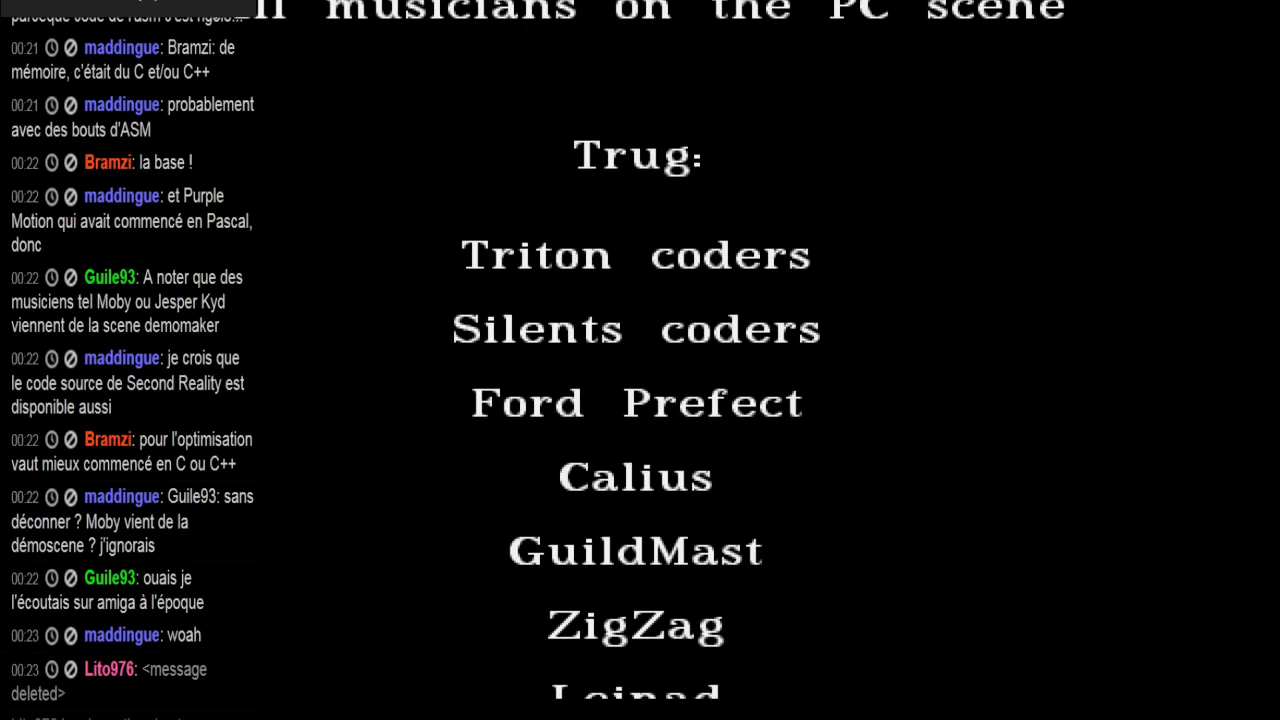 parceque code de l'asm c'est rigolo...
00:21 maddingue: Bramzi: de
mémoire, c'était du C et/ou C++
00:21 maddingue: probablement
avec des bouts d'ASM
00:22 Bramzi: la base !
00:22 maddingue: et Purple
Motion qui avait commencé en Pascal,
donc
00:22 Guile93: A noter que des
musiciens tel Moby ou Jesper Kyd
viennent de la scene demomaker
00:22 maddingue: je crois que
le code source de Second Reality est
disponible aussi
00:22 Bramzi: pour l'optimisation
vaut mieux commencé en C ou C++
00:22 maddingue: Guile93: sans
déconner ? Moby vient de la
démoscene ? j'ignorais
00:22 Guile93: ouais je
l'écoutais sur amiga à l'époque
00:23 maddingue: woah
00:23 Lito976: <message
deleted>
musicians on the PC scene
Trug:
Triton coders
Silents coders
Ford Prefect
Calius
GuildMast
ZigZag